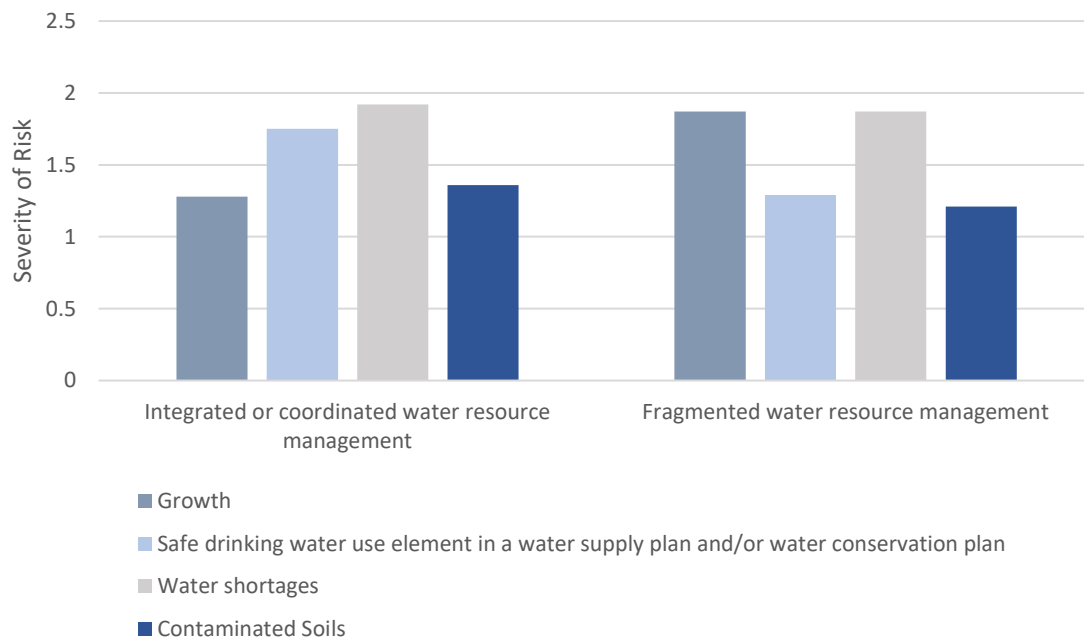 2.5
2
1.5
1
0.5
0
Severity of Risk
Integrated or coordinated water resource
management
Fragmented water resource management
Growth
Safe drinking water use element in a water supply plan and/or water conservation plan
Water shortages
Contaminated Soils